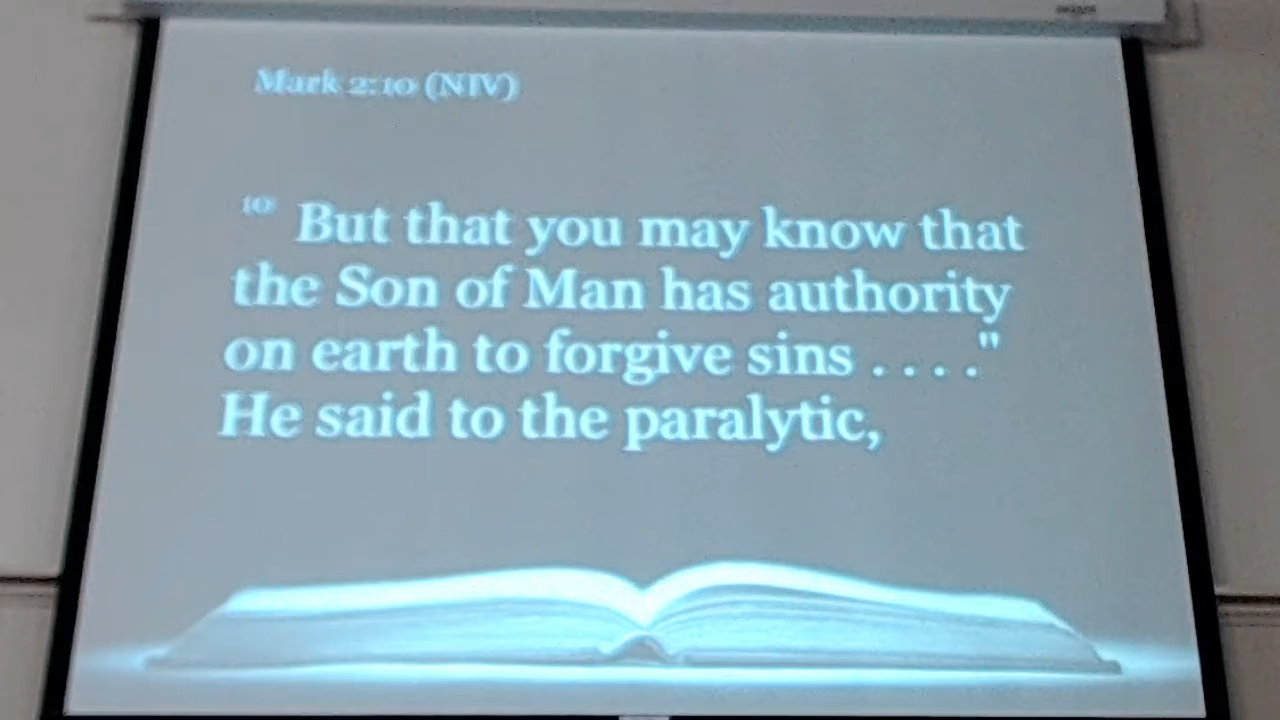 Mark 2:10 (NIV)
10 But that you may know that
the Son of Man has authority
on earth to forgive sins . . . ."
He said to the paralytic,